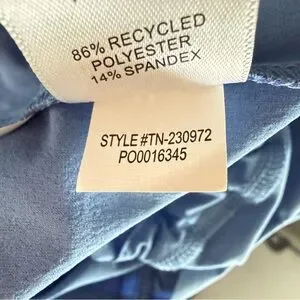 86% RECYCLED
POLYESTER
14% SPANDEX
STYLE #TN-230972
PO0016345